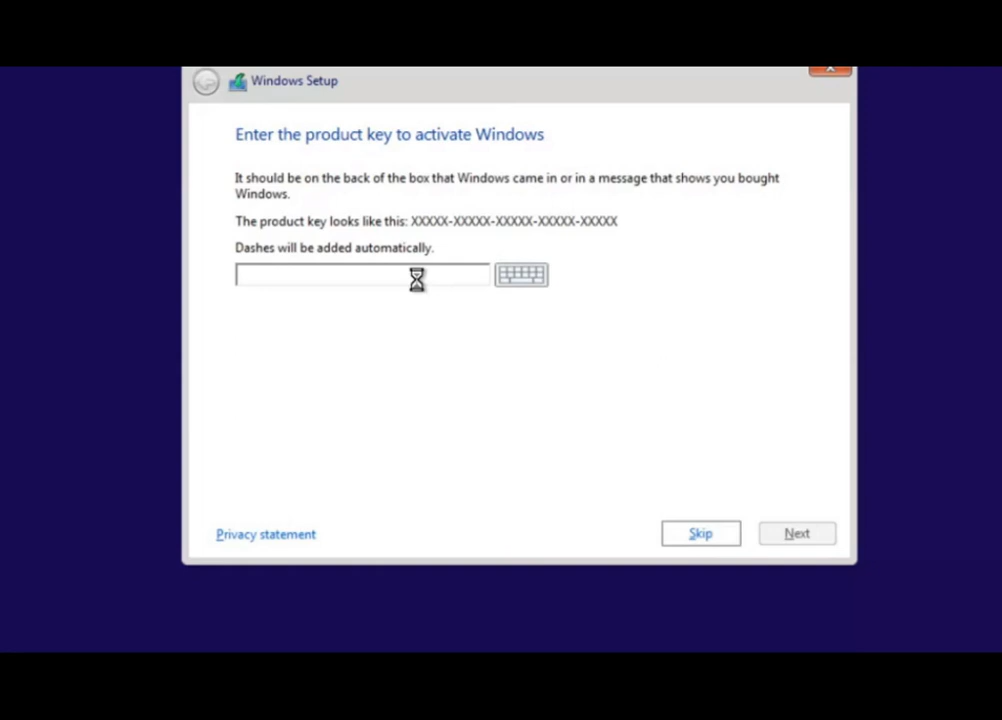 Windows Setup
Enter the product key to activate Windows
It should be on the back of the box that Windows came in or in a message that shows you bought
Windows.
The product key looks like this: XXXXX-XXXXX-XXXXX-XXXXX-XXXXX
Dashes will be added automatically.
Privacy statement
Skip
Next